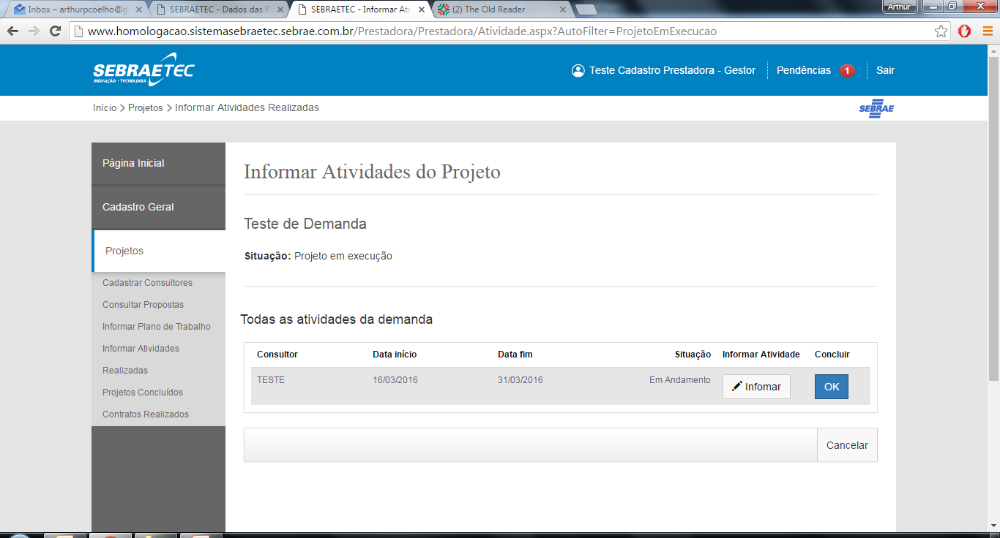 Inbox – arthurpcoelho@g
SEBRAETEC - Dados das P
SEBRAETEC - Informar Ati
(2) The Old Reader
Arthur
www.homologacao.sistemasebraetec.sebrae.com.br/Prestadora/Prestadora/Atividade.aspx?AutoFilter=ProjetoEmExecucao
SEBRAETEC
INOVAÇÃO - TECNOLOGIA
Teste Cadastro Prestadora - Gestor
Pendências 1
Sair
Início > Projetos > Informar Atividades Realizadas
SEBRAE
Página Inicial
Cadastro Geral
Projetos
Cadastrar Consultores
Consultar Propostas
Informar Plano de Trabalho
Informar Atividades
Realizadas
Projetos Concluídos
Contratos Realizados
Informar Atividades do Projeto
Teste de Demanda
Situação: Projeto em execução
Todas as atividades da demanda
Consultor Data início Data fim Situação Informar Atividade Concluir
TESTE 16/03/2016 31/03/2016 Em Andamento Infomar OK
Cancelar